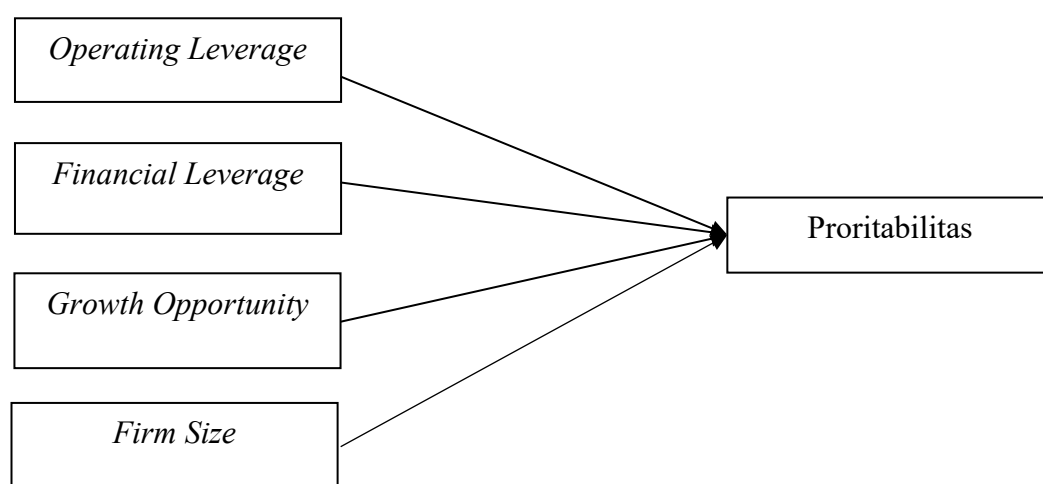 Operating Leverage
Financial Leverage
Proritabilitas
Growth Opportunity
Firm Size